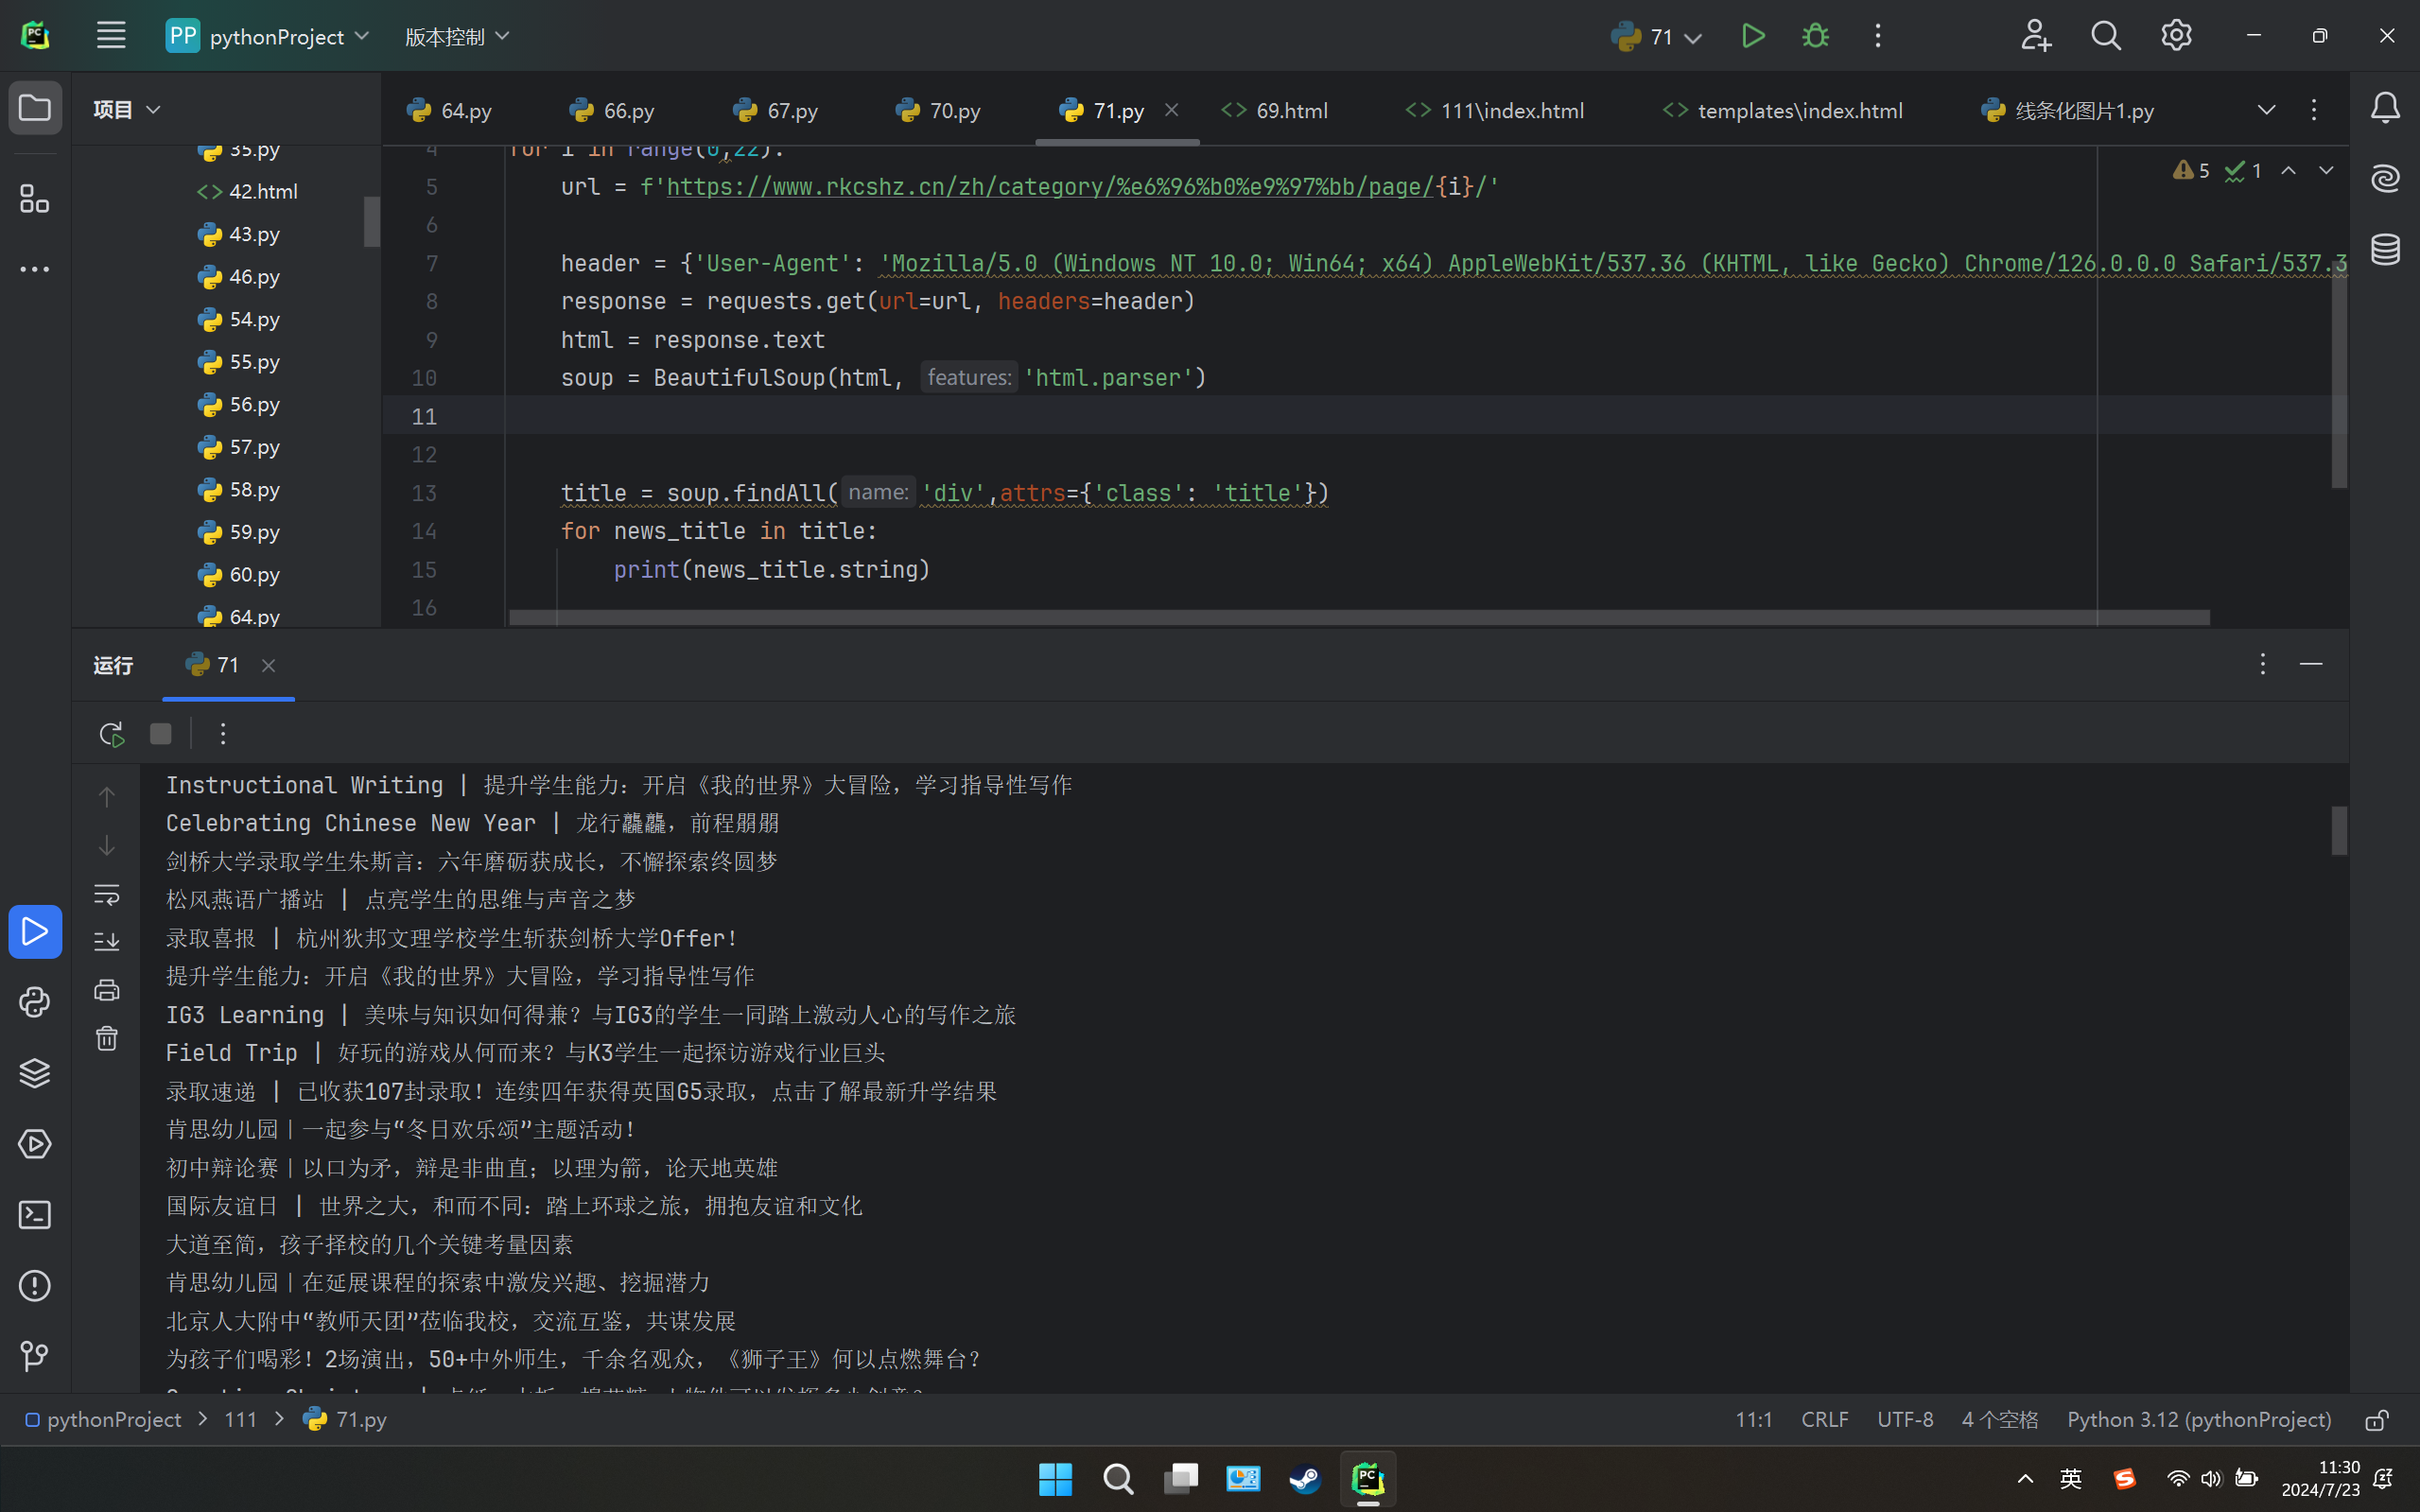 PP pythonProject 版本控制 71
项目
64.py 66.py 67.py 70.py 71.py 69.html 111\index.html templates\index.html 线条化图片1.py
35.py
42.html
43.py
46.py
54.py
55.py
56.py
57.py
58.py
59.py
60.py
64.py
5 1
4 for i in range(0,22):
5 url = f'https://www.rkcshz.cn/zh/category/%e6%96%b0%e9%97%bb/page/{i}/'
6
7 header = {'User-Agent': 'Mozilla/5.0 (Windows NT 10.0; Win64; x64) AppleWebKit/537.36 (KHTML, like Gecko) Chrome/126.0.0.0 Safari/537.3
8 response = requests.get(url=url, headers=header)
9 html = response.text
10 soup = BeautifulSoup(html, features: 'html.parser')
11
12
13 title = soup.findAll( name: 'div',attrs={'class': 'title'})
14 for news_title in title:
15 print(news_title.string)
16
运行 71
Instructional Writing | 提升学生能力：开启《我的世界》大冒险，学习指导性写作
Celebrating Chinese New Year | 龙行龘龘，前程朤朤
剑桥大学录取学生朱斯言：六年磨砺获成长，不懈探索终圆梦
松风燕语广播站 | 点亮学生的思维与声音之梦
录取喜报 | 杭州狄邦文理学校学生斩获剑桥大学Offer！
提升学生能力：开启《我的世界》大冒险，学习指导性写作
IG3 Learning | 美味与知识如何得兼？与IG3的学生一同踏上激动人心的写作之旅
Field Trip | 好玩的游戏从何而来？与K3学生一起探访游戏行业巨头
录取速递 | 已收获107封录取！连续四年获得英国G5录取，点击了解最新升学结果
肯思幼儿园｜一起参与“冬日欢乐颂”主题活动！
初中辩论赛｜以口为矛，辩是非曲直；以理为箭，论天地英雄
国际友谊日 | 世界之大，和而不同：踏上环球之旅，拥抱友谊和文化
大道至简，孩子择校的几个关键考量因素
肯思幼儿园｜在延展课程的探索中激发兴趣、挖掘潜力
北京人大附中“教师天团”莅临我校，交流互鉴，共谋发展
为孩子们喝彩！2场演出，50+中外师生，千余名观众，《狮子王》何以点燃舞台？
pythonProject 111 71.py 11:1 CRLF UTF-8 4 个空格 Python 3.12 (pythonProject)
英 11:30
2024/7/23